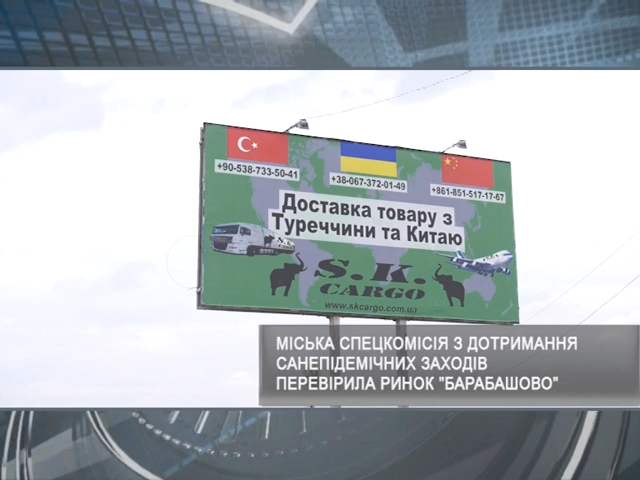 +90-538-733-50-41
+38-067-372-01-49
+861-851-517-17-67
Доставка товару з
Туреччини та Китаю
S.K.
CARGO
www.skcargo.com.ua
МІСЬКА СПЕЦКОМІСІЯ З ДОТРИМАННЯ
САНЕПІДЕМІЧНИХ ЗАХОДІВ
ПЕРЕВІРИЛА РИНОК "БАРАБАШОВО"